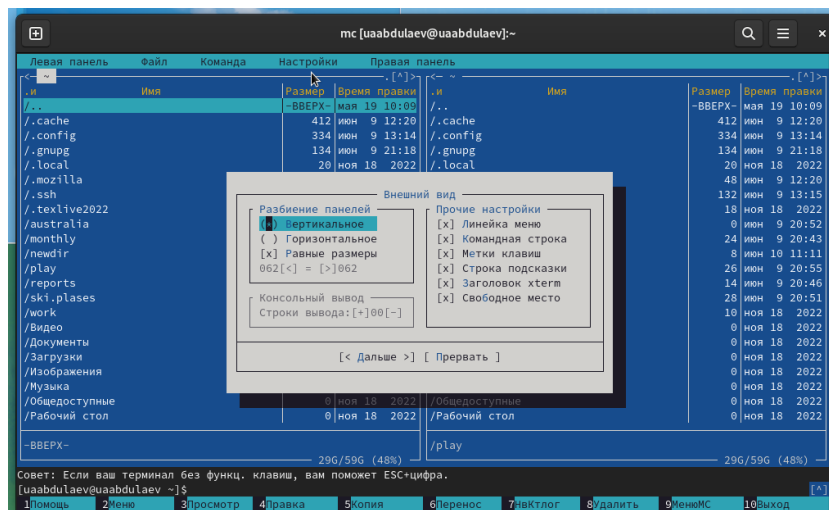 mc [uaabdulaev@uaabdulaev]:~
Левая панель Файл Команда Настройки Правая панель
<— ~ .[^]> <— ~ .[^]>
.и Имя Размер Время правки .и Имя Размер Время правки
/.. -ВВЕРХ- мая 19 10:09 /.. -ВВЕРХ- мая 19 10:09
/.cache 412 июн 9 12:20 /.cache 412 июн 9 12:20
/.config 334 июн 9 13:14 /.config 334 июн 9 13:14
/.gnupg 134 июн 9 21:18 /.gnupg 134 июн 9 21:18
/.local 20 ноя 18 2022 /.local 20 ноя 18 2022
/.mozilla 48 июн 9 12:20
/.ssh Внешний вид 132 июн 9 13:15
/.texlive2022 Разбиение панелей Прочие настройки 18 ноя 18 2022
/australia (*) Вертикальное [x] Линейка меню 0 июн 9 20:52
/monthly ( ) Горизонтальное [x] Командная строка 24 июн 9 20:43
/newdir [x] Равные размеры [x] Метки клавиш 8 июн 10 11:11
/play 062[<] = [>]062 [x] Строка подсказки 26 июн 9 20:55
/reports [x] Заголовок xterm 14 июн 9 20:46
/ski.plases Консольный вывод [x] Свободное место 28 июн 9 20:51
/work Строки вывода:[+]00[-] 10 ноя 18 2022
/Видео 0 ноя 18 2022
/Документы 0 ноя 18 2022
/Загрузки [< Дальше >] [ Прервать ] 0 ноя 18 2022
/Изображения 0 ноя 18 2022
/Музыка 0 ноя 18 2022
/Общедоступные 0 ноя 18 2022 /Общедоступные 0 ноя 18 2022
/Рабочий стол 0 ноя 18 2022 /Рабочий стол 0 ноя 18 2022
-ВВЕРХ- /play
29G/59G (48%) 29G/59G (48%)
Совет: Если ваш терминал без функц. клавиш, вам поможет ESC+цифра.
[uaabdulaev@uaabdulaev ~]$ [^]
1Помощь 2Меню 3Просмотр 4Правка 5Копия 6Перенос 7НвКтлог 8Удалить 9МенюМС 10Выход